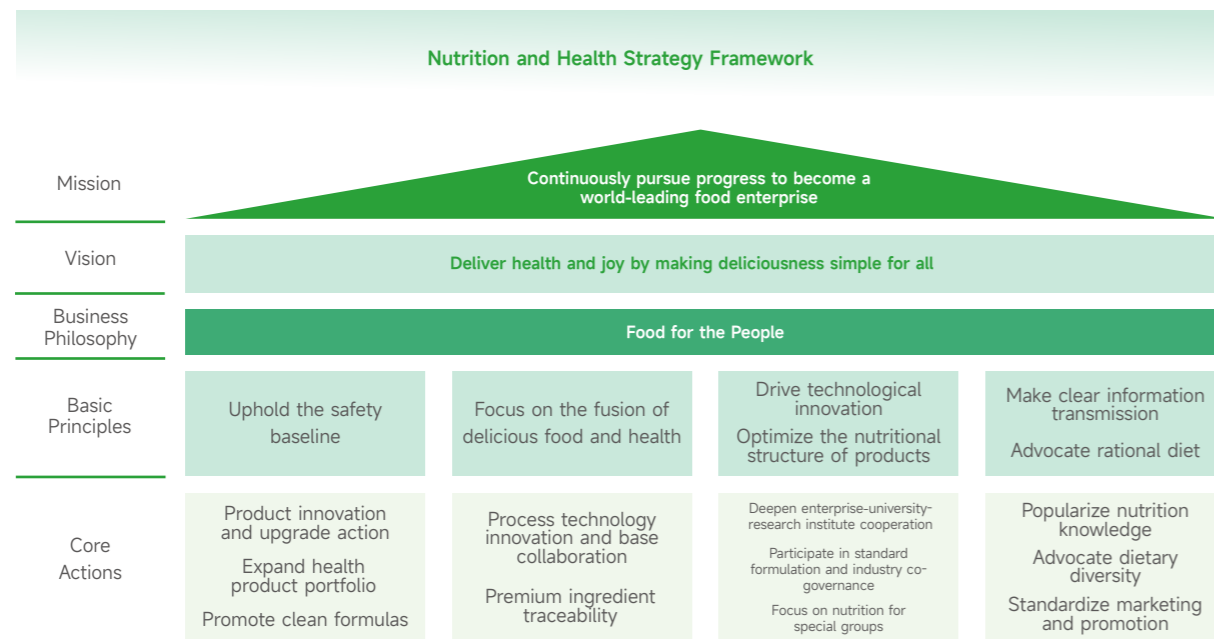 Nutrition and Health Strategy Framework
Mission
Continuously pursue progress to become a
world-leading food enterprise
Vision
Deliver health and joy by making deliciousness simple for all
Business
Philosophy
Food for the People
Basic
Principles
Uphold the safety
baseline
Focus on the fusion of
delicious food and health
Drive technological
innovation
Optimize the nutritional
structure of products
Make clear information
transmission
Advocate rational diet
Core
Actions
Product innovation
and upgrade action
Expand health
product portfolio
Promote clean formulas
Process technology
innovation and base
collaboration
Premium ingredient
traceability
Deepen enterprise-university-
research institute cooperation
Participate in standard
formulation and industry co-
governance
Focus on nutrition for
special groups
Popularize nutrition
knowledge
Advocate dietary
diversity
Standardize marketing
and promotion